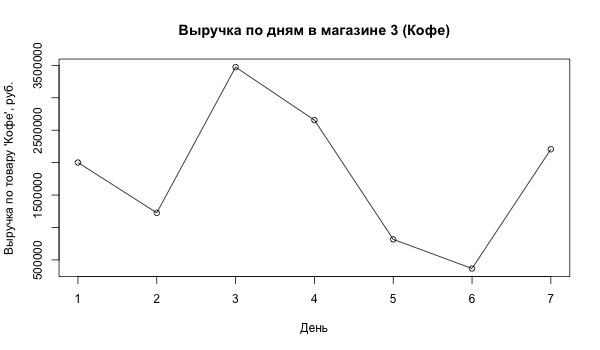 Выручка по дням в магазине 3 (Кофе)
Выручка по товару 'Кофе', руб.
3500000
2500000
1500000
500000
1 2 3 4 5 6 7
День